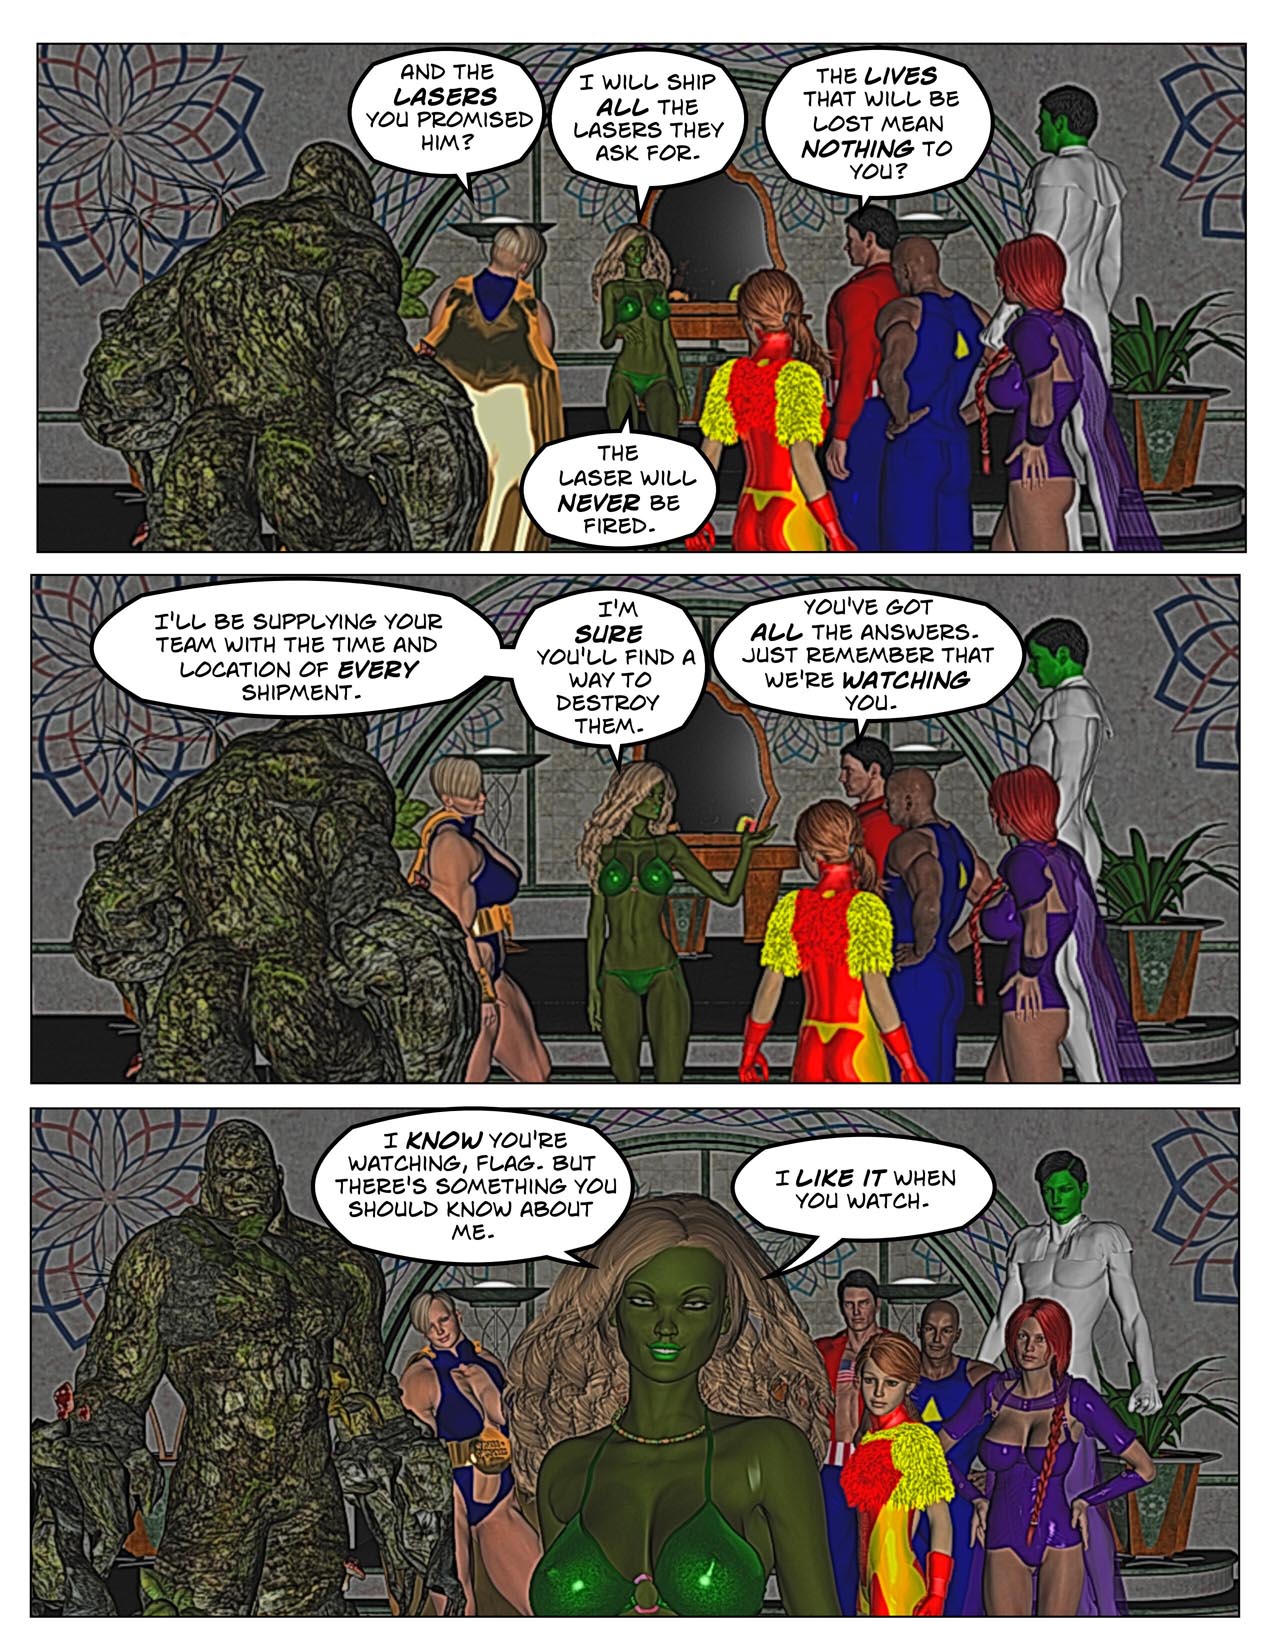 AND THE
LASERS
YOU PROMISED
HIM?
I WILL SHIP
ALL THE
LASERS THEY
ASK FOR.
THE LIVES
THAT WILL BE
LOST MEAN
NOTHING TO
YOU?
THE
LASER WILL
NEVER BE
FIRED.
I'LL BE SUPPLYING YOUR
TEAM WITH THE TIME AND
LOCATION OF EVERY
SHIPMENT.
I'M
SURE
YOU'LL FIND A
WAY TO
DESTROY
THEM.
YOU'VE GOT
ALL THE ANSWERS.
JUST REMEMBER THAT
WE'RE WATCHING
YOU.
I KNOW YOU'RE
WATCHING, FLAG. BUT
THERE'S SOMETHING YOU
SHOULD KNOW ABOUT
ME.
I LIKE IT WHEN
YOU WATCH.